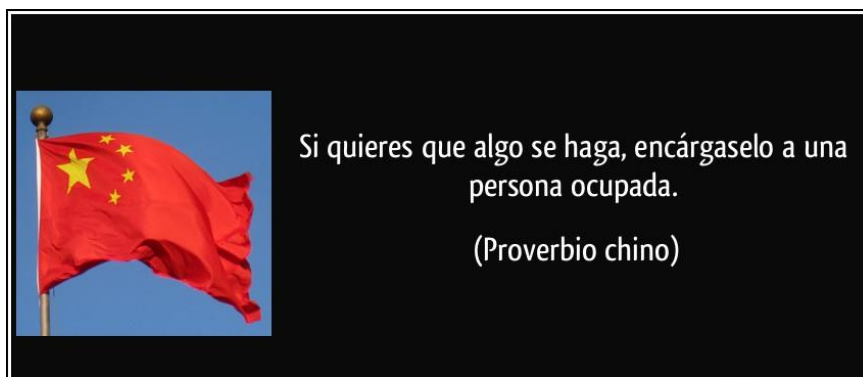 Si quieres que algo se haga, encárgaselo a una
persona ocupada.
(Proverbio chino)